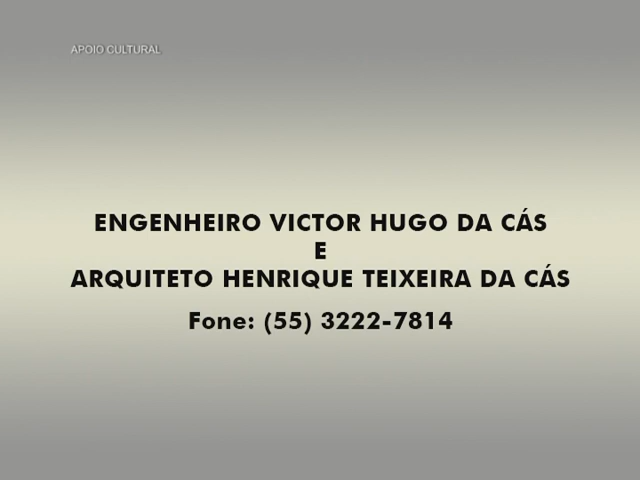 APOIO CULTURAL
ENGENHEIRO VICTOR HUGO DA CÁS
E
ARQUITETO HENRIQUE TEIXEIRA DA CÁS
Fone: (55) 3222-7814